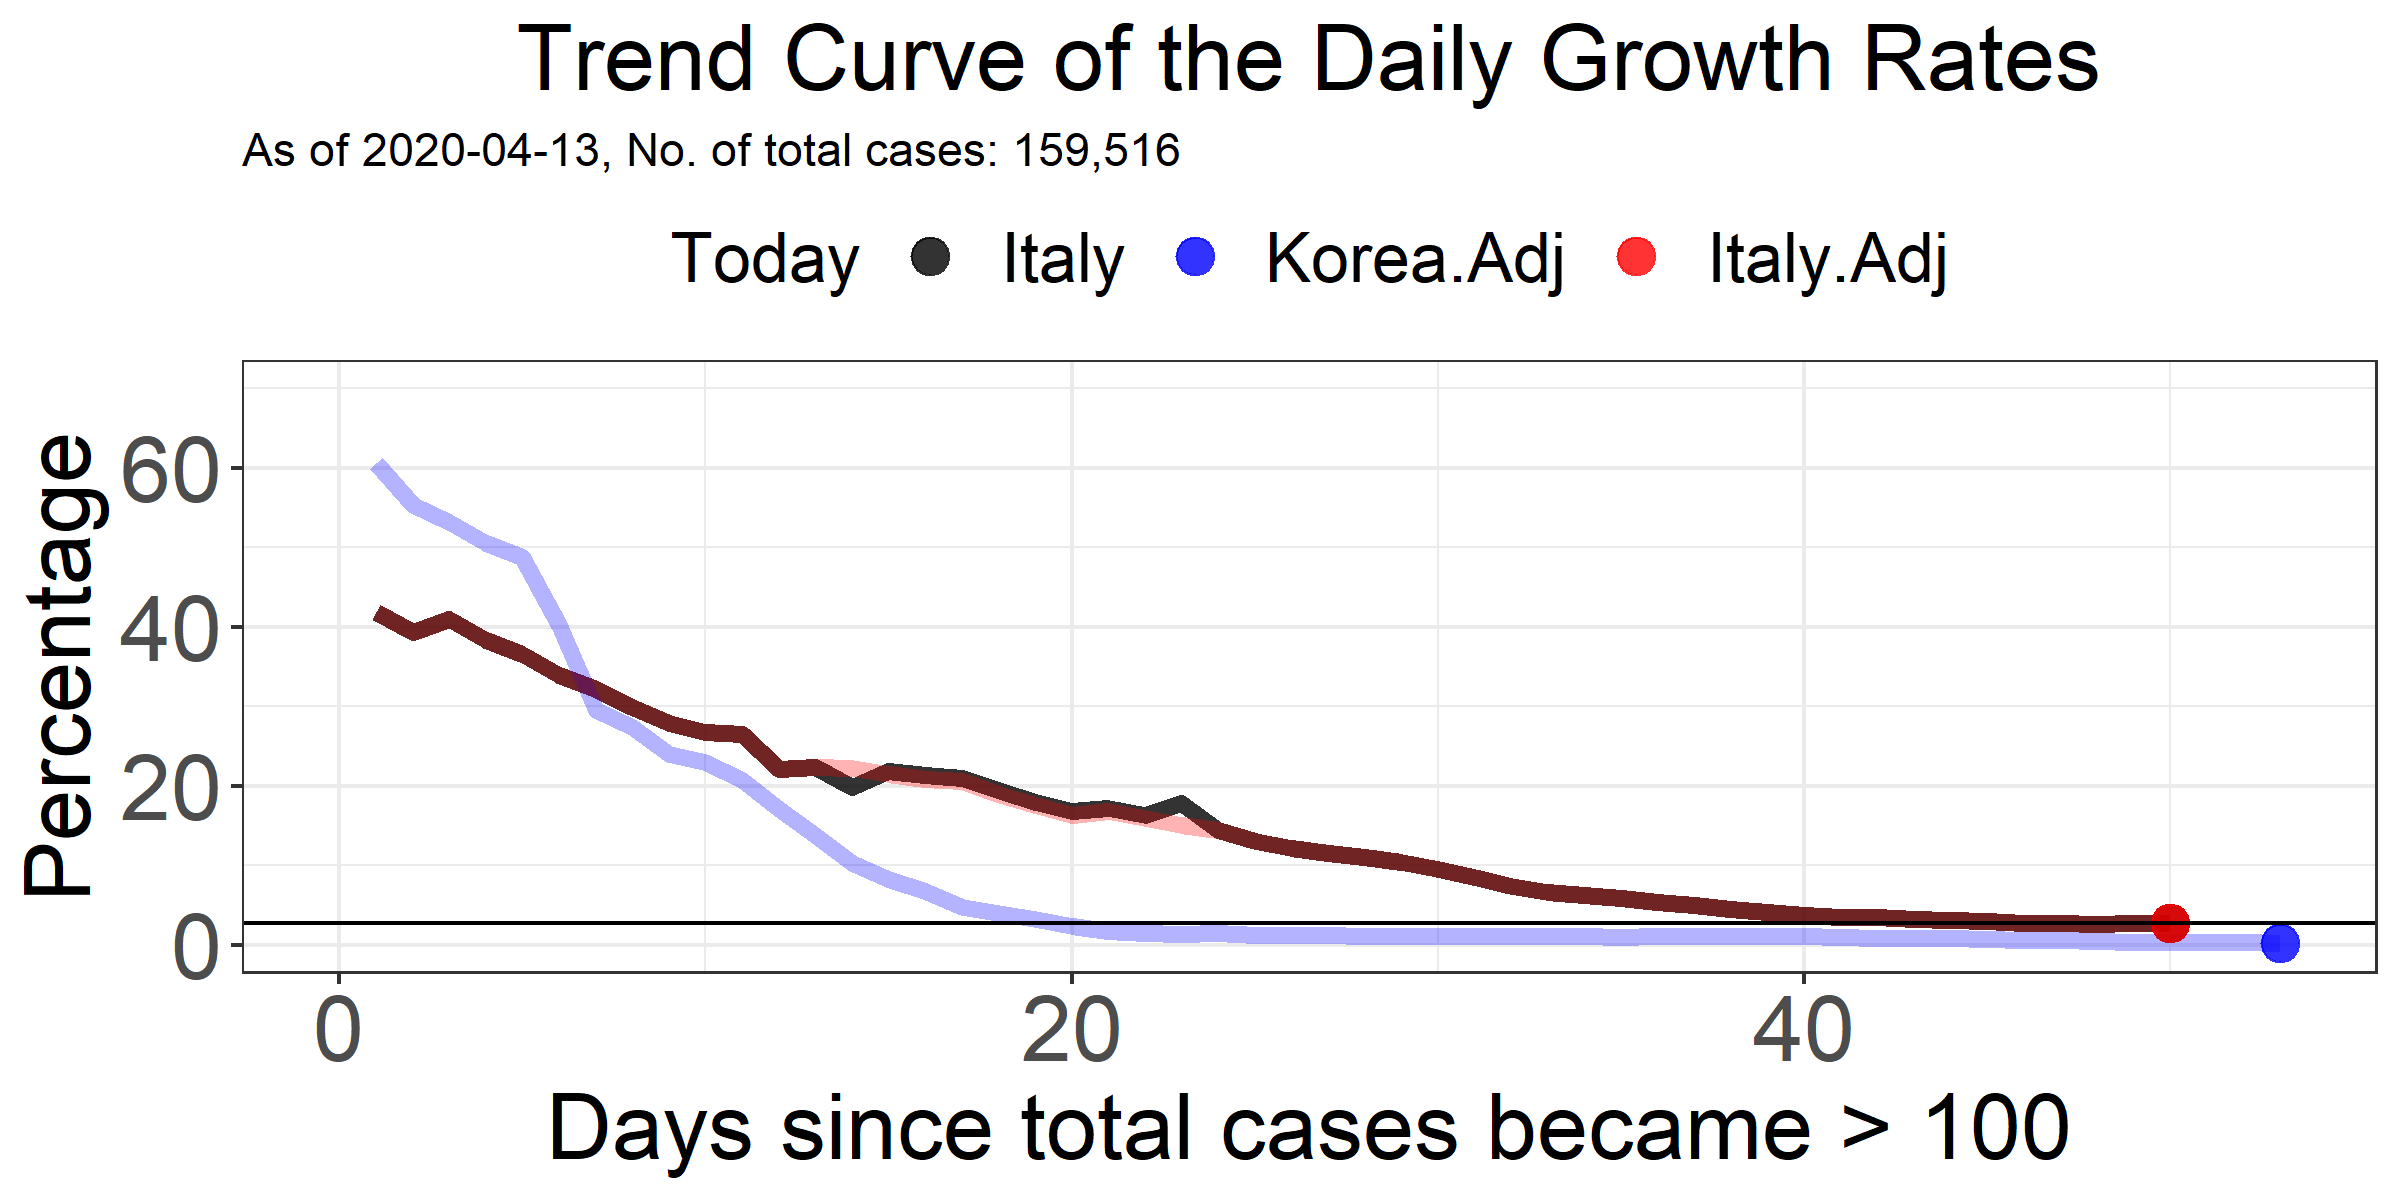 Trend Curve of the Daily Growth Rates
As of 2020-04-13, No. of total cases: 159,516
Today Italy Korea.Adj Italy.Adj
Percentage
60
40
20
0
0 20 40
Days since total cases became > 100